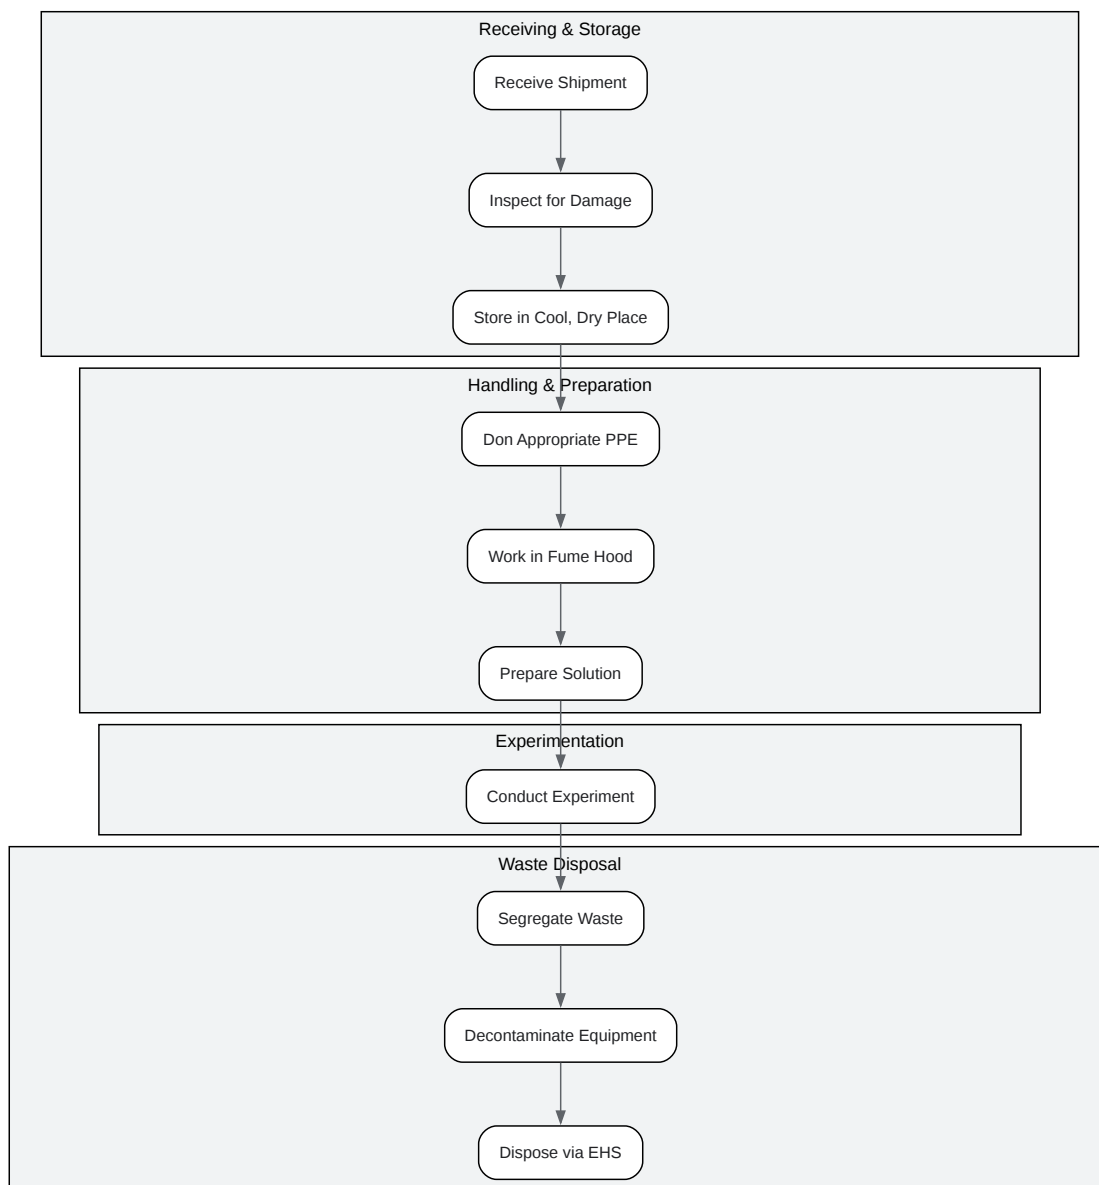 Receiving & Storage
Receive Shipment
Inspect for Damage
Store in Cool, Dry Place
Handling & Preparation
Don Appropriate PPE
Work in Fume Hood
Prepare Solution
Experimentation
Conduct Experiment
Waste Disposal
Segregate Waste
Decontaminate Equipment
Dispose via EHS